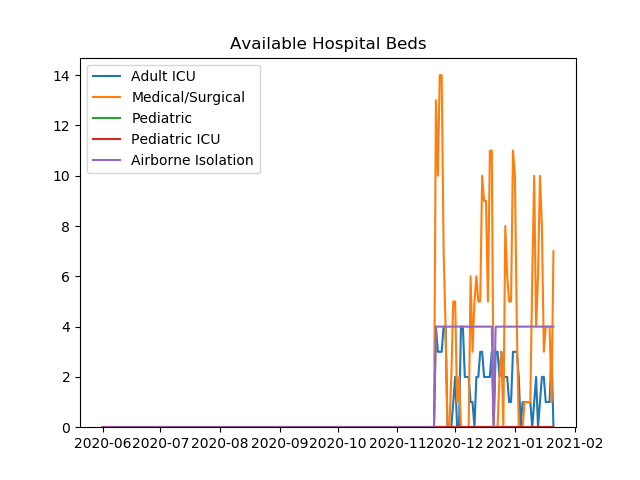 Available Hospital Beds
Adult ICU
Medical/Surgical
Pediatric
Pediatric ICU
Airborne Isolation
14
12
10
8
6
4
2
0
2020-06 2020-07 2020-08 2020-09 2020-10 2020-11 2020-12 2021-01 2021-02